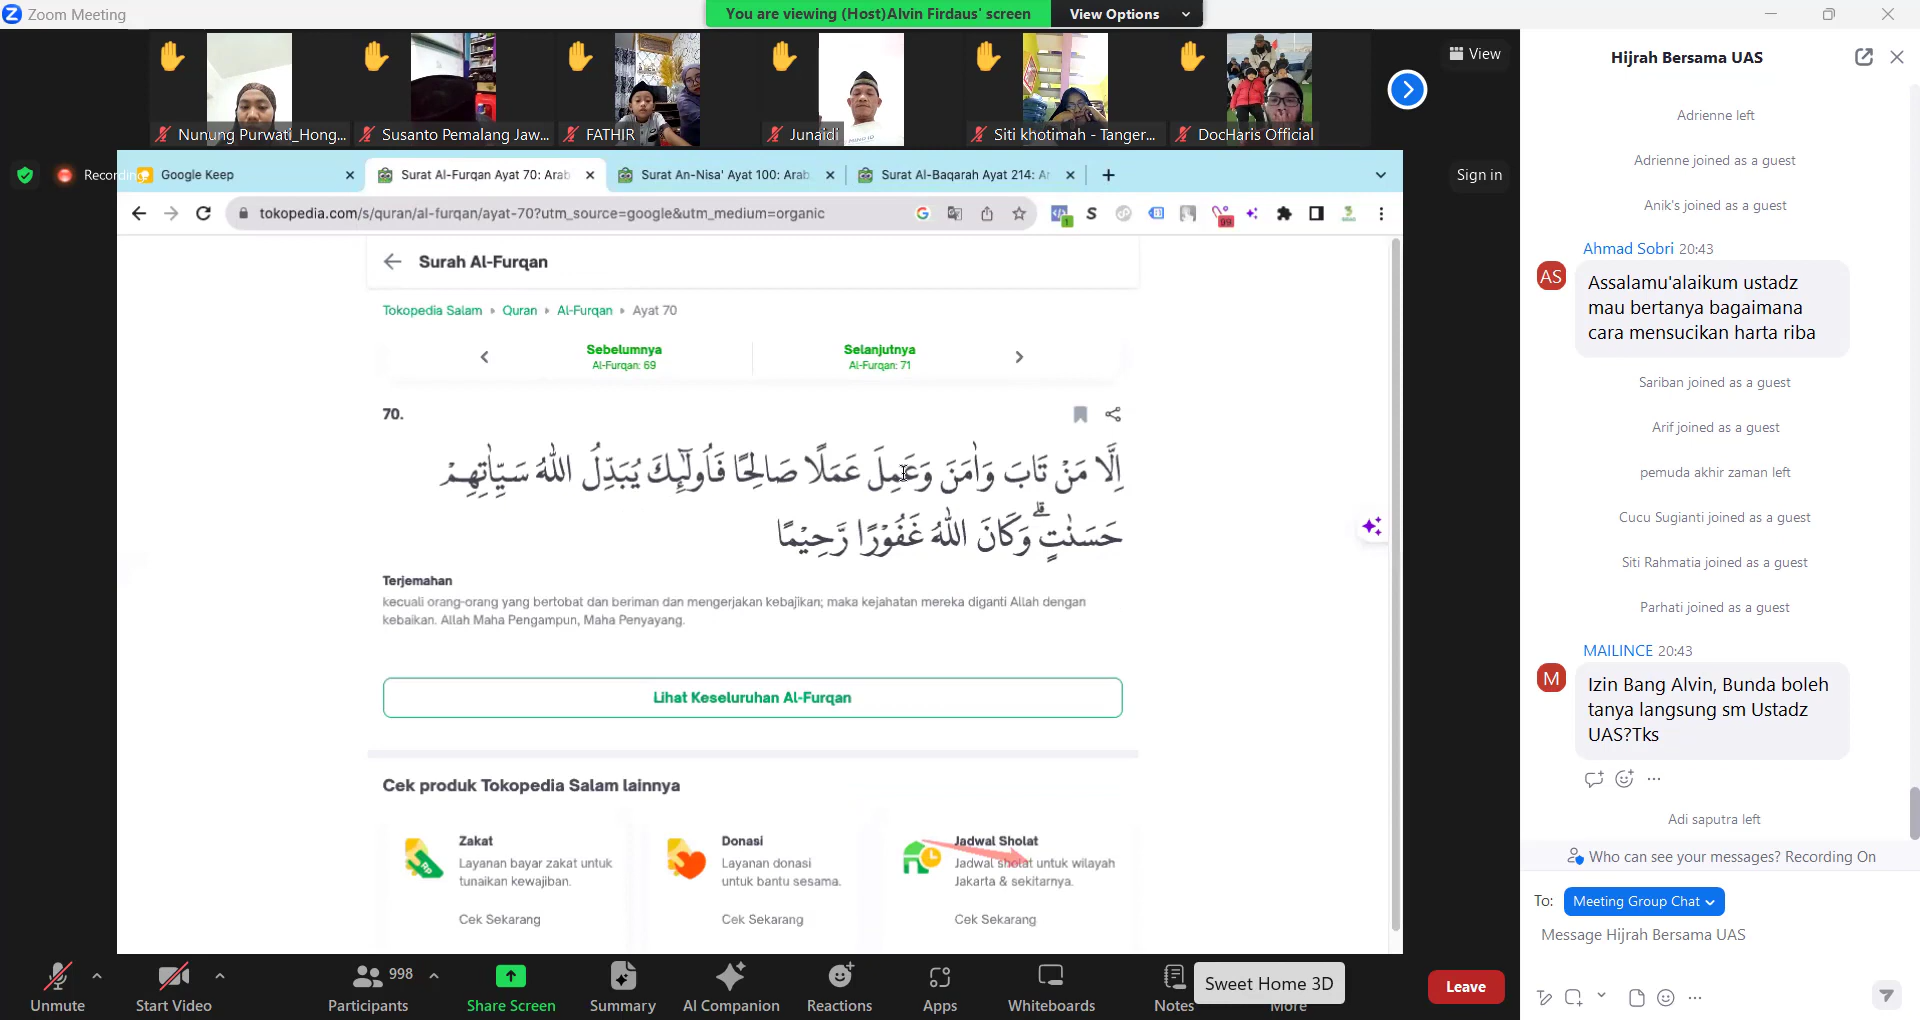 Zoom Meeting
You are viewing (Host)Alvin Firdaus' screen
View Options
Nunung Purwati_Hong...
Susanto Pemalang Jaw...
FATHIR
Junaidi
Siti khotimah - Tanger...
DocHaris Official
View
Recording
Sign in
Google Keep
Surat Al-Furqan Ayat 70: Arab
Surat An-Nisa' Ayat 100: Arab
Surat Al-Baqarah Ayat 214: Ar
tokopedia.com/s/quran/al-furqan/ayat-70?utm_source=google&utm_medium=organic
1
99
Surah Al-Furqan
Tokopedia Salam
Quran
Al-Furqan
Ayat 70
Sebelumnya
Al-Furqan: 69
Selanjutnya
Al-Furqan: 71
70.
اِلَّا مَنْ تَابَ وَاٰمَنَ وَعَمِلَ عَمَلًا صَالِحًا فَاُولٰۤىِٕكَ يُبَدِّلُ اللّٰهُ سَيِّاٰتِهِمْ
حَسَنٰتٍۗ وَكَانَ اللّٰهُ غَفُوْرًا رَّحِيْمًا
Terjemahan
kecuali orang-orang yang bertobat dan beriman dan mengerjakan kebajikan; maka kejahatan mereka diganti Allah dengan
kebaikan. Allah Maha Pengampun, Maha Penyayang.
Lihat Keseluruhan Al-Furqan
Cek produk Tokopedia Salam lainnya
Zakat
Layanan bayar zakat untuk
tunaikan kewajiban.
Cek Sekarang
Donasi
Layanan donasi
untuk bantu sesama.
Cek Sekarang
Jadwal Sholat
Jadwal sholat untuk wilayah
Jakarta & sekitarnya.
Cek Sekarang
Hijrah Bersama UAS
Adrienne left
Adrienne joined as a guest
Anik's joined as a guest
Ahmad Sobri 20:43
AS
Assalamu'alaikum ustadz
mau bertanya bagaimana
cara mensucikan harta riba
Sariban joined as a guest
Arif joined as a guest
pemuda akhir zaman left
Cucu Sugianti joined as a guest
Siti Rahmatia joined as a guest
Parhati joined as a guest
MAILINCE 20:43
M
Izin Bang Alvin, Bunda boleh
tanya langsung sm Ustadz
UAS?Tks
Adi saputra left
Who can see your messages? Recording On
To: Meeting Group Chat
Message Hijrah Bersama UAS
Unmute
Start Video
998
Participants
Share Screen
Summary
AI Companion
Reactions
Apps
Whiteboards
Notes
Sweet Home 3D
More
Leave